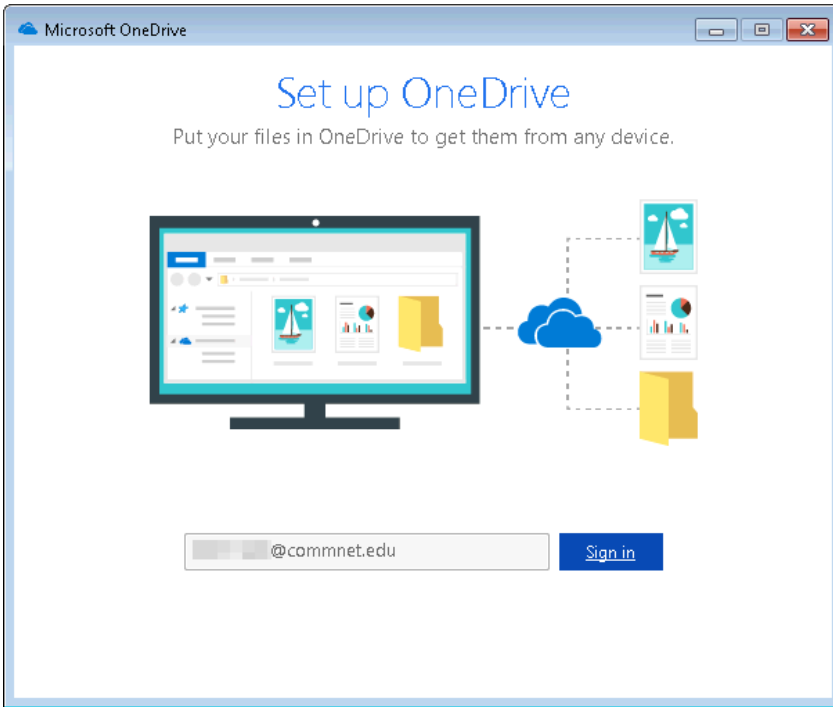 Microsoft OneDrive
Set up OneDrive
Put your files in OneDrive to get them from any device.
@commnet.edu
Sign in